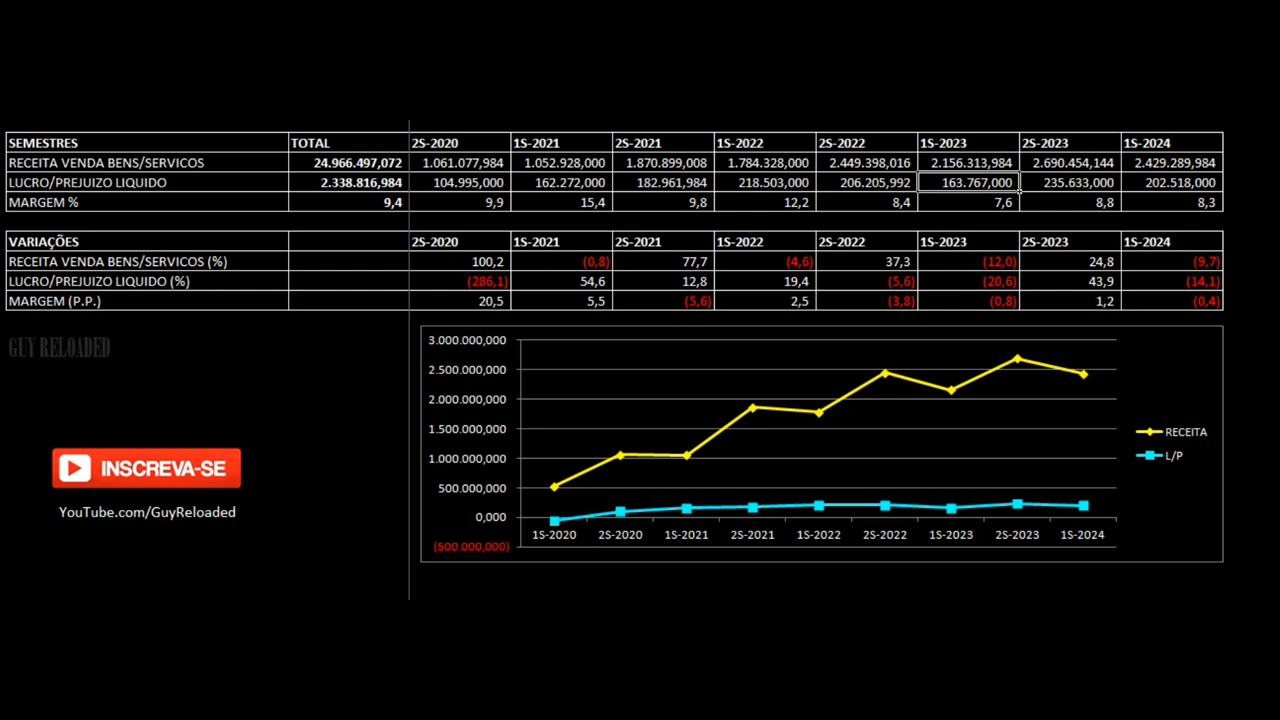 SEMESTRES TOTAL 2S-2020 1S-2021 2S-2021 1S-2022 2S-2022 1S-2023 2S-2023 1S-2024
RECEITA VENDA BENS/SERVICOS 24.966.497,072 1.061.077,984 1.052.928,000 1.870.899,008 1.784.328,000 2.449.398,016 2.156.313,984 2.690.454,144 2.429.289,984
LUCRO/PREJUIZO LIQUIDO 2.338.816,984 104.995,000 162.272,000 182.961,984 218.503,000 206.205,992 163.767,000 235.633,000 202.518,000
MARGEM % 9,4 9,9 15,4 9,8 12,2 8,4 7,6 8,8 8,3
VARIAÇÕES 2S-2020 1S-2021 2S-2021 1S-2022 2S-2022 1S-2023 2S-2023 1S-2024
RECEITA VENDA BENS/SERVICOS (%) 100,2 (0,8) 77,7 (4,6) 37,3 (12,0) 24,8 (9,7)
LUCRO/PREJUIZO LIQUIDO (%) (286,1) 54,6 12,8 19,4 (5,6) (20,6) 43,9 (14,1)
MARGEM (P.P.) 20,5 5,5 (5,6) 2,5 (3,8) (0,8) 1,2 (0,4)
GUY RELOADED
INSCREVA-SE
YouTube.com/GuyReloaded
3.000.000,000
2.500.000,000
2.000.000,000
1.500.000,000
1.000.000,000
500.000,000
0,000
(500.000,000)
1S-2020 2S-2020 1S-2021 2S-2021 1S-2022 2S-2022 1S-2023 2S-2023 1S-2024
RECEITA
L/P